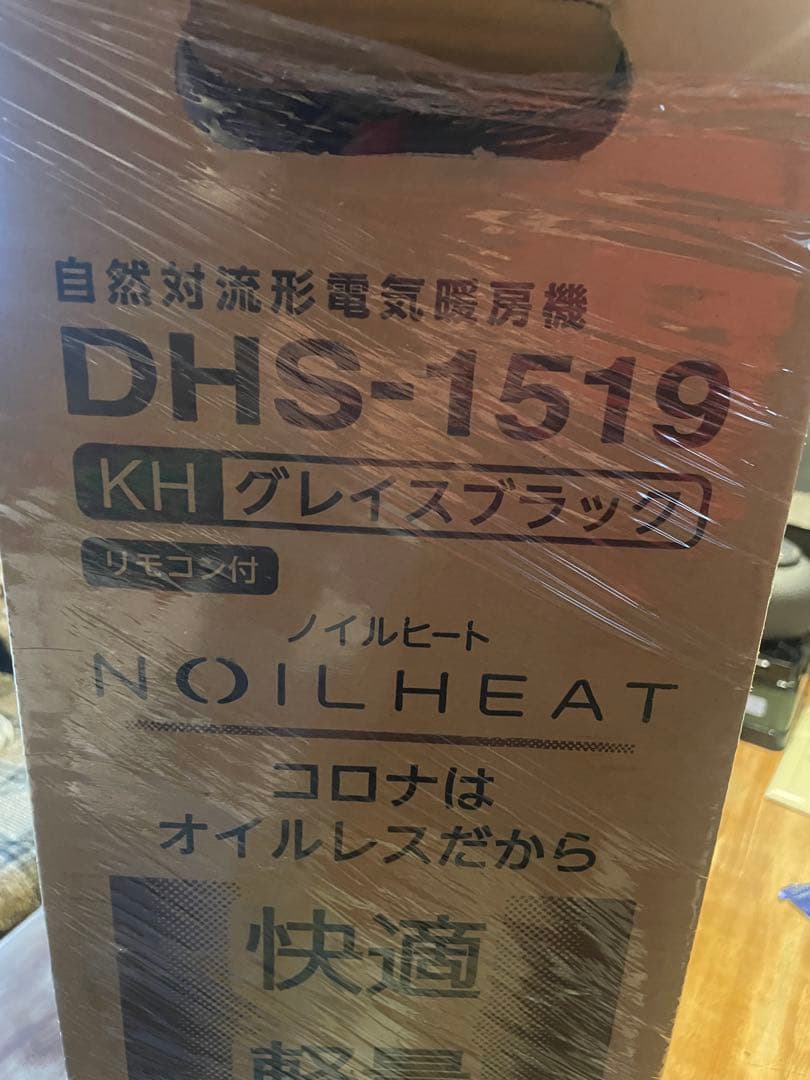 自然対流形電気暖房機
DHS-1519
KH グレイスブラック
リモコン付
ノイルヒート
NOILHEAT
コロナは
オイルレスだから
快適
軽量